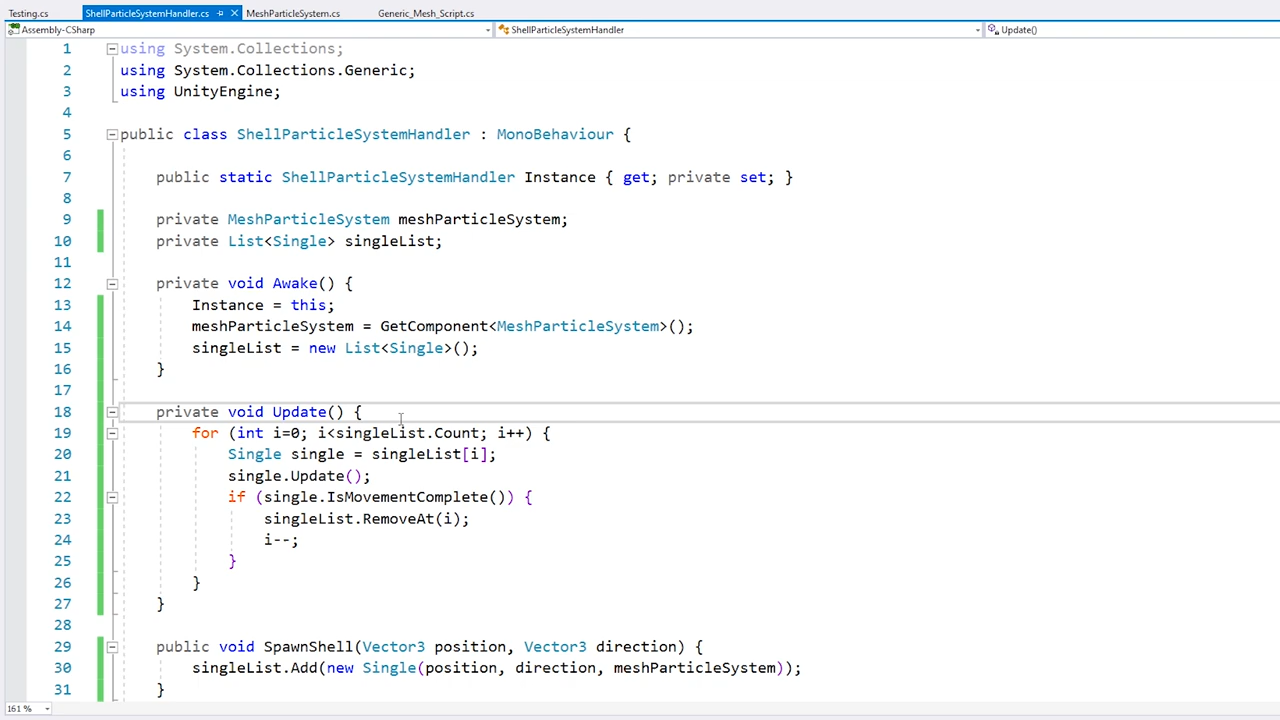 Testing.cs ShellParticleSystemHandler.cs MeshParticleSystem.cs Generic_Mesh_Script.cs
Assembly-CSharp ShellParticleSystemHandler Update()
1 using System.Collections;
2 using System.Collections.Generic;
3 using UnityEngine;
4
5 public class ShellParticleSystemHandler : MonoBehaviour {
6
7 public static ShellParticleSystemHandler Instance { get; private set; }
8
9 private MeshParticleSystem meshParticleSystem;
10 private List<Single> singleList;
11
12 private void Awake() {
13 Instance = this;
14 meshParticleSystem = GetComponent<MeshParticleSystem>();
15 singleList = new List<Single>();
16 }
17
18 private void Update() {
19 for (int i=0; i<singleList.Count; i++) {
20 Single single = singleList[i];
21 single.Update();
22 if (single.IsMovementComplete()) {
23 singleList.RemoveAt(i);
24 i--;
25 }
26 }
27 }
28
29 public void SpawnShell(Vector3 position, Vector3 direction) {
30 singleList.Add(new Single(position, direction, meshParticleSystem));
31 }
161 %